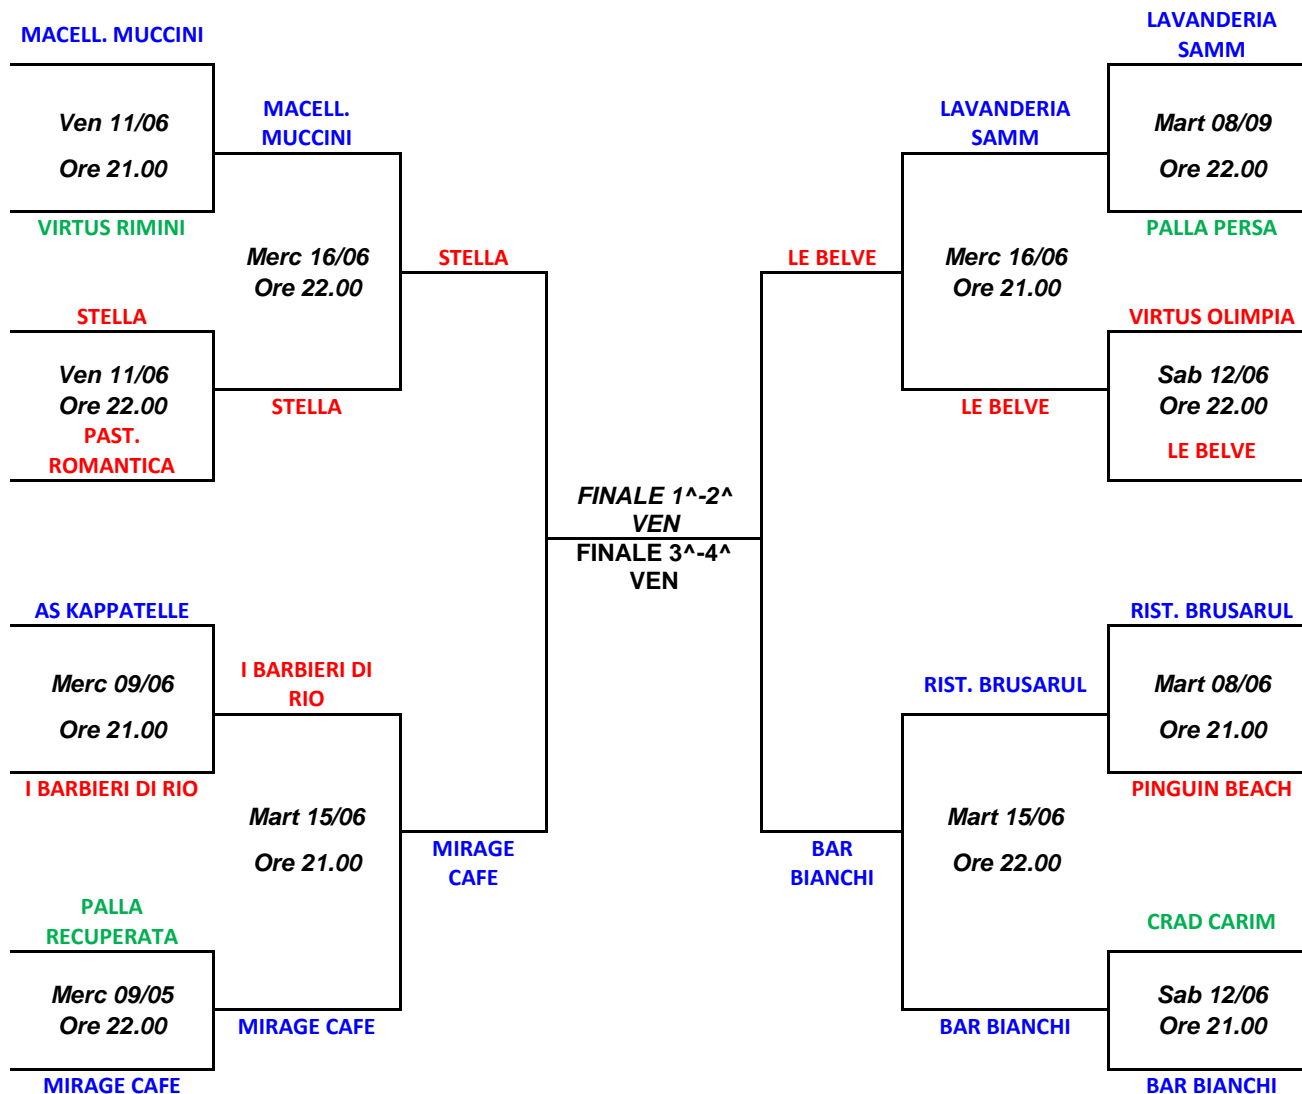 MACELL. MUCCINI
Ven 11/06
Ore 21.00
VIRTUS RIMINI
MACELL.
MUCCINI
Merc 16/06
Ore 22.00
STELLA
STELLA
Ven 11/06
Ore 22.00
PAST.
ROMANTICA
STELLA
AS KAPPATELLE
Merc 09/06
Ore 21.00
I BARBIERI DI RIO
I BARBIERI DI
RIO
Mart 15/06
Ore 21.00
MIRAGE
CAFE
PALLA
RECUPERATA
Merc 09/05
Ore 22.00
MIRAGE CAFE
MIRAGE CAFE
FINALE 1^-2^
VEN
FINALE 3^-4^
VEN
LAVANDERIA
SAMM
Mart 08/09
Ore 22.00
PALLA PERSA
LAVANDERIA
SAMM
Merc 16/06
Ore 21.00
LE BELVE
VIRTUS OLIMPIA
Sab 12/06
Ore 22.00
LE BELVE
LE BELVE
RIST. BRUSARUL
Mart 08/06
Ore 21.00
PINGUIN BEACH
RIST. BRUSARUL
Mart 15/06
Ore 22.00
BAR
BIANCHI
CRAD CARIM
Sab 12/06
Ore 21.00
BAR BIANCHI
BAR BIANCHI